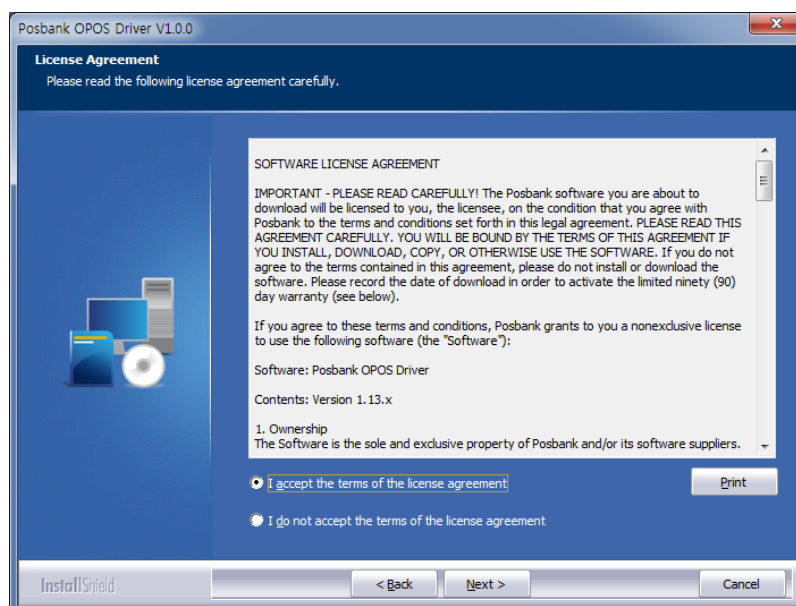 Posbank OPOS Driver V1.0.0
License Agreement
Please read the following license agreement carefully.
SOFTWARE LICENSE AGREEMENT
IMPORTANT - PLEASE READ CAREFULLY! The Posbank software you are about to
download will be licensed to you, the licensee, on the condition that you agree with
Posbank to the terms and conditions set forth in this legal agreement. PLEASE READ THIS
AGREEMENT CAREFULLY. YOU WILL BE BOUND BY THE TERMS OF THIS AGREEMENT IF
YOU INSTALL, DOWNLOAD, COPY, OR OTHERWISE USE THE SOFTWARE. If you do not
agree to the terms contained in this agreement, please do not install or download the
software. Please record the date of download in order to activate the limited ninety (90)
day warranty (see below).
If you agree to these terms and conditions, Posbank grants to you a nonexclusive license
to use the following software (the "Software"):
Software: Posbank OPOS Driver
Contents: Version 1.13.x
1. Ownership
The Software is the sole and exclusive property of Posbank and/or its software suppliers.
I accept the terms of the license agreement
Print
I do not accept the terms of the license agreement
InstallShield
< Back
Next >
Cancel